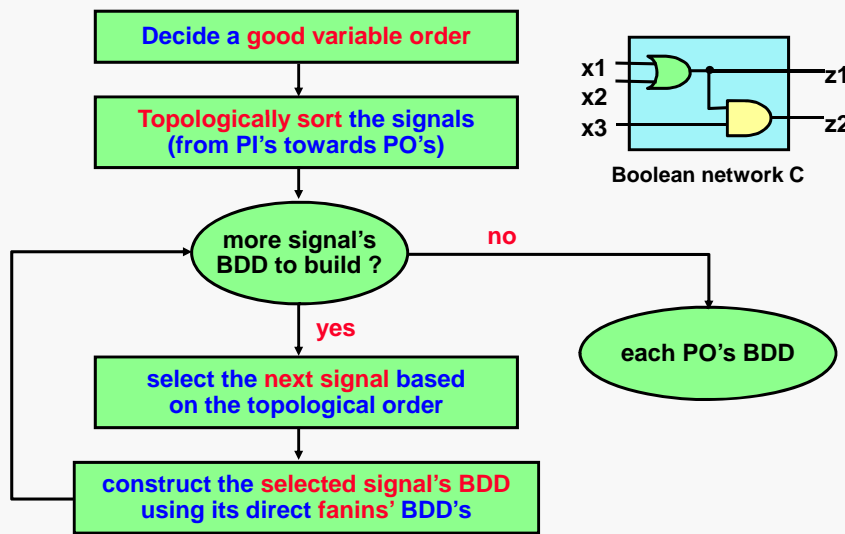 Decide a good variable order
Topologically sort the signals
(from PI's towards PO's)
more signal's
BDD to build ?
no
yes
each PO's BDD
select the next signal based
on the topological order
construct the selected signal's BDD
using its direct fanins' BDD's
x1
x2
x3
z1
z2
Boolean network C